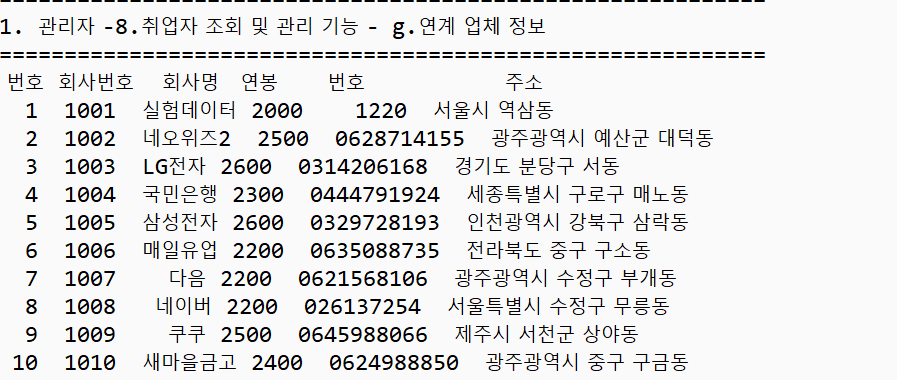 ===========================================================
1. 관리자 -8.취업자 조회 및 관리 기능 - g.연계 업체 정보
===========================================================
번호 회사번호 회사명 연봉 번호 주소
1 1001 실험데이터 2000 1220 서울시 역삼동
2 1002 네오위즈2 2500 0628714155 광주광역시 예산군 대덕동
3 1003 LG전자 2600 0314206168 경기도 분당구 서동
4 1004 국민은행 2300 0444791924 세종특별시 구로구 매노동
5 1005 삼성전자 2600 0329728193 인천광역시 강북구 삼락동
6 1006 매일유업 2200 0635088735 전라북도 중구 구소동
7 1007 다음 2200 0621568106 광주광역시 수정구 부개동
8 1008 네이버 2200 026137254 서울특별시 수정구 무릉동
9 1009 쿠쿠 2500 0645988066 제주시 서천군 상야동
10 1010 새마을금고 2400 0624988850 광주광역시 중구 구금동